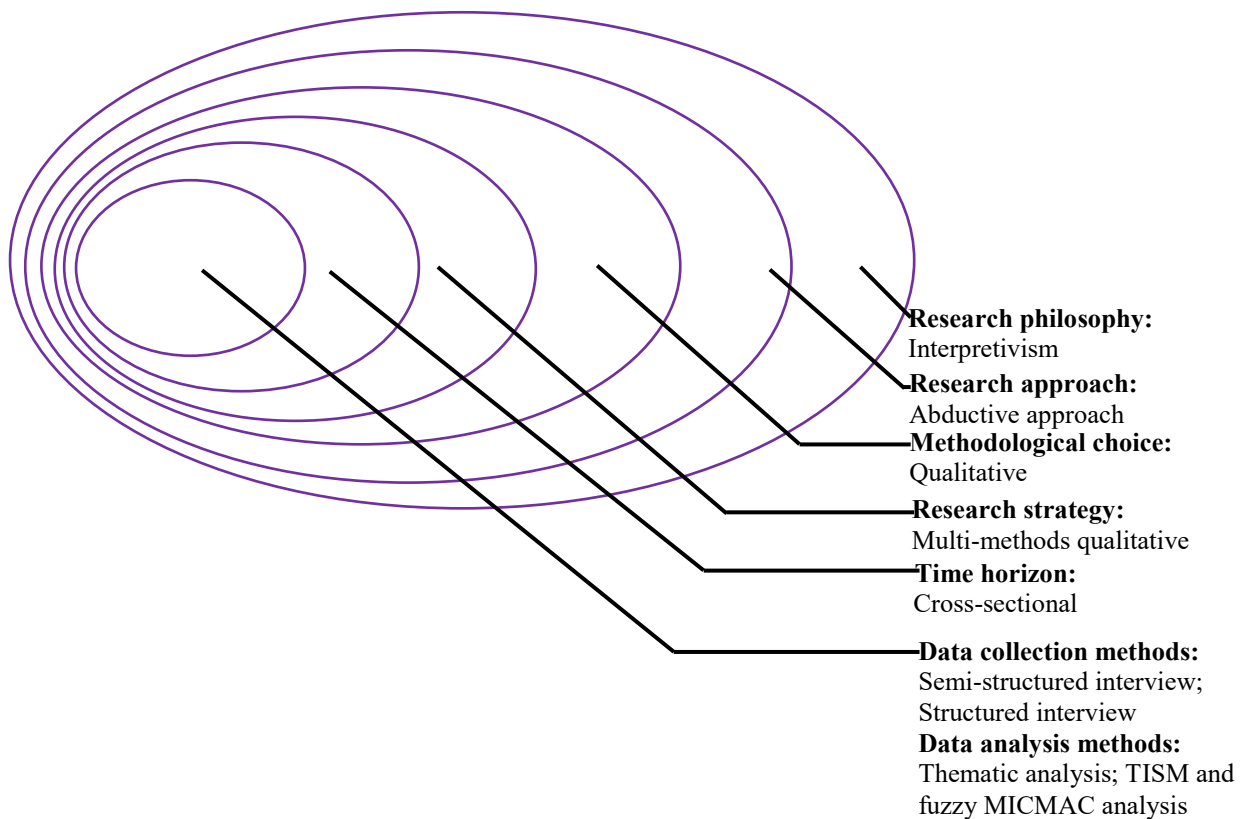 Research philosophy:
Interpretivism
Research approach:
Abductive approach
Methodological choice:
Qualitative
Research strategy:
Multi-methods qualitative
Time horizon:
Cross-sectional
Data collection methods:
Semi-structured interview;
Structured interview
Data analysis methods:
Thematic analysis; TISM and
fuzzy MICMAC analysis